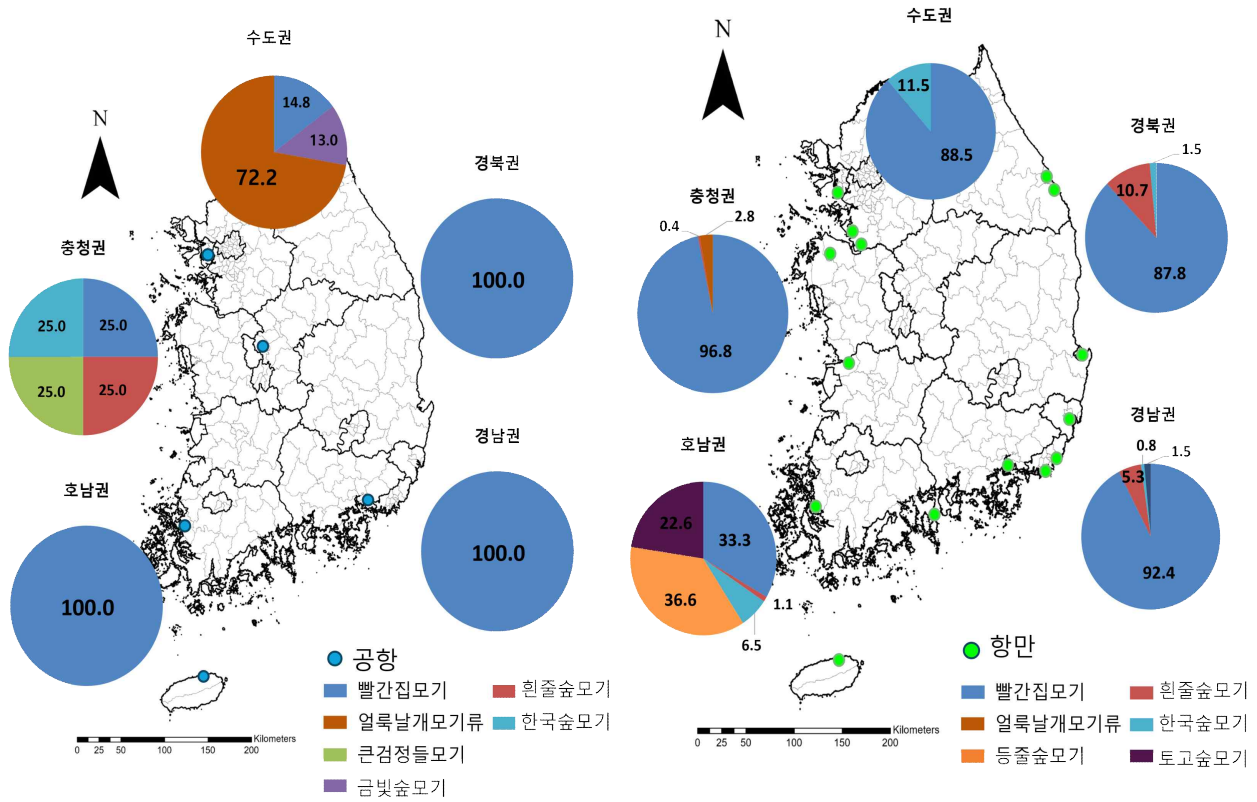 수도권
N
14.8
13.0
72.2
경북권
100.0
충청권
25.0
25.0
25.0
25.0
경남권
100.0
호남권
100.0
공항
빨간집모기
흰줄숲모기
얼룩날개모기류
한국숲모기
큰검정들모기
금빛숲모기
Kilometers
0 25 50 100 150 200
수도권
N
11.5
88.5
경북권
1.5
10.7
87.8
충청권
0.4
2.8
96.8
경남권
0.8
1.5
5.3
92.4
호남권
22.6
33.3
36.6
1.1
6.5
항만
빨간집모기
흰줄숲모기
얼룩날개모기류
한국숲모기
등줄숲모기
토고숲모기
Kilometers
0 25 50 100 150 200